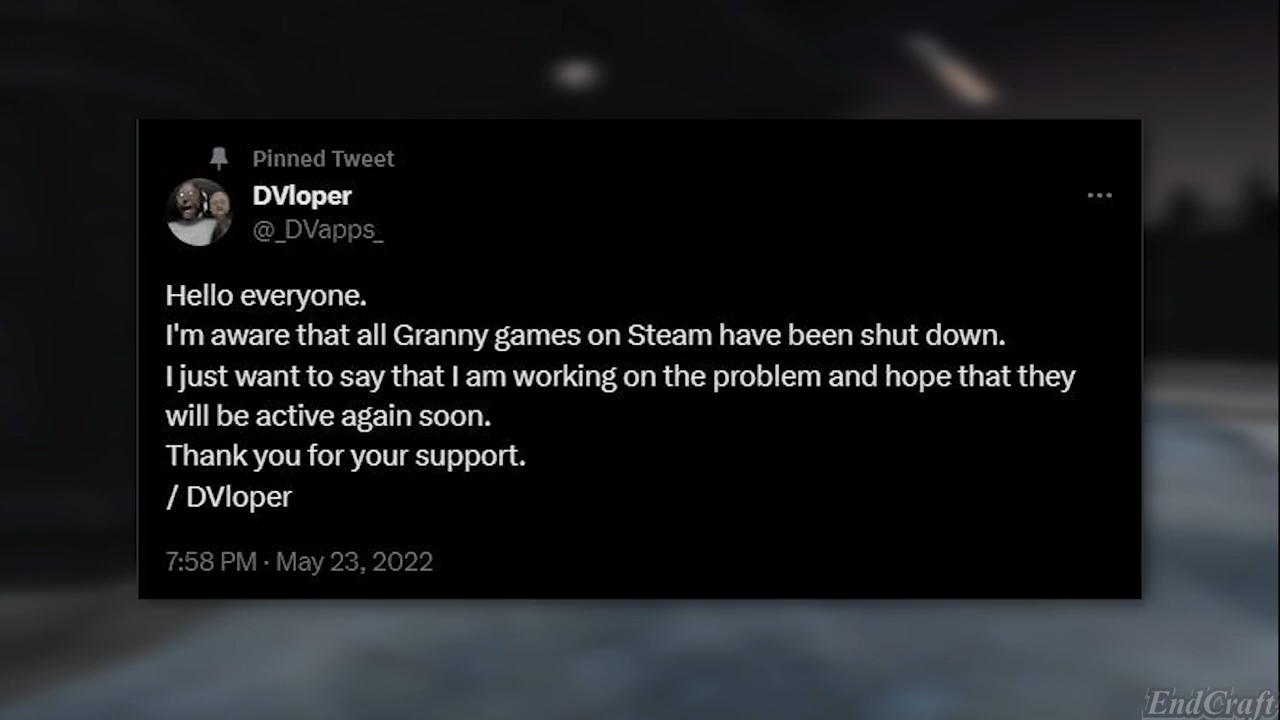 Pinned Tweet
DVloper
@_DVapps_
Hello everyone.
I'm aware that all Granny games on Steam have been shut down.
I just want to say that I am working on the problem and hope that they
will be active again soon.
Thank you for your support.
/ DVloper
7:58 PM · May 23, 2022
EndCraft